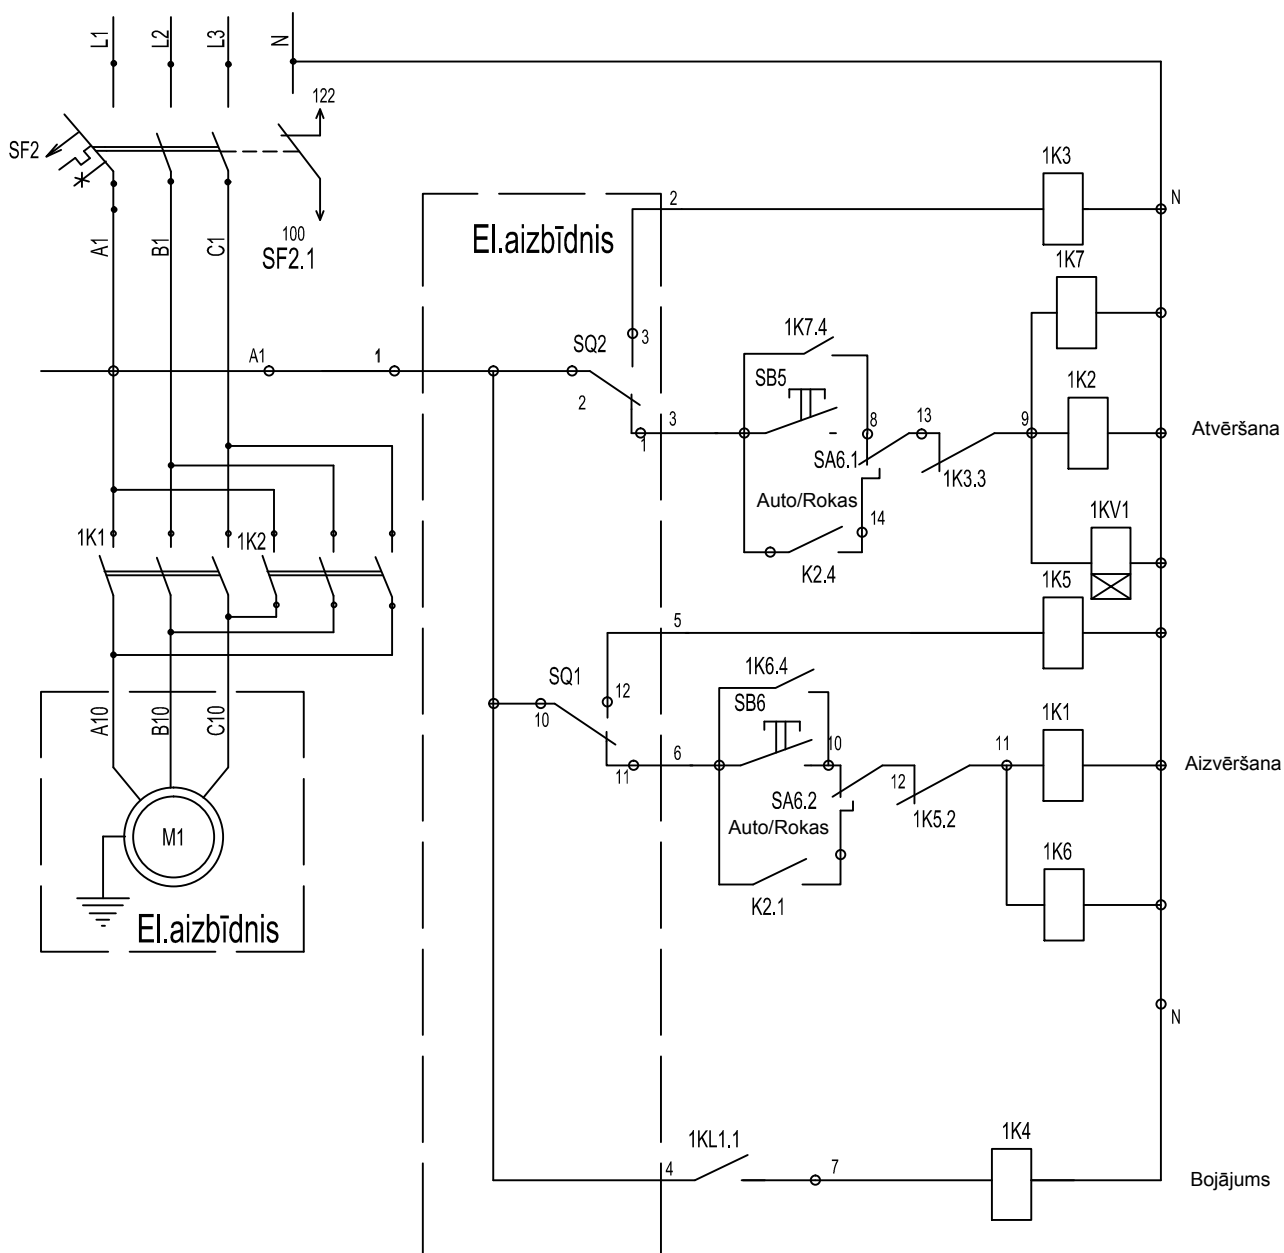 L1
L2
L3
N
122
SF2
100
SF2.1
A1
B1
C1
El.aizbīdnis
2
1K3
N
1K7
1K7.4
3
SQ2
A1
1
2
SB5
1K2
3
1
8
13
9
Atvēršana
SA6.1
1K3.3
Auto/Rokas
14
1KV1
K2.4
1K1
1K2
1K5
5
SQ1
12
10
1K6.4
SB6
1K1
A10
B10
C10
6
11
10
11
Aizvēršana
SA6.2
12
1K5.2
Auto/Rokas
M1
1K6
K2.1
El.aizbīdnis
N
1KL1.1
1K4
4
7
Bojājums